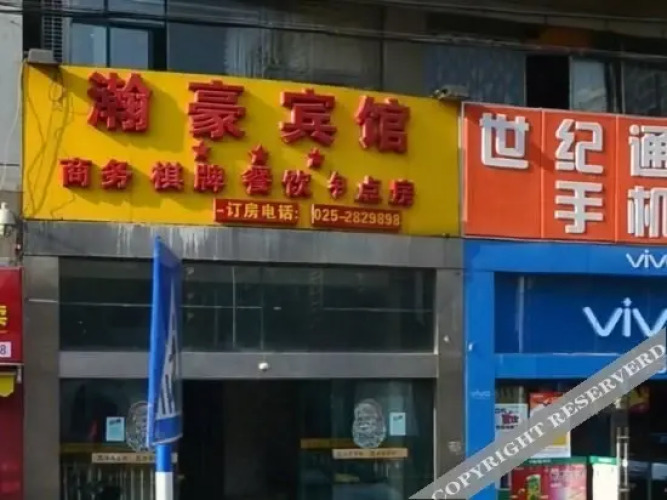 瀚豪宾馆
商务 棋牌 餐饮 钟点房
订房电话: 025-2829898
世纪通
手机
vivo
vivo
vivo
COPYRIGHT RESERVED